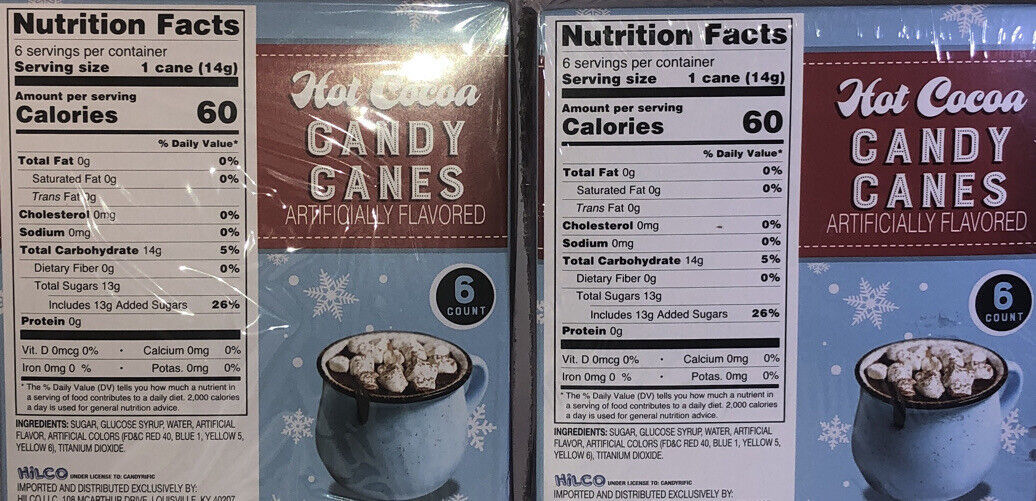 Nutrition Facts
6 servings per container
Serving size 1 cane (14g)
Amount per serving
Calories 60
% Daily Value*
Total Fat 0g 0%
Saturated Fat 0g 0%
Trans Fat 0g
Cholesterol 0mg 0%
Sodium 0mg 0%
Total Carbohydrate 14g 5%
Dietary Fiber 0g 0%
Total Sugars 13g
Includes 13g Added Sugars 26%
Protein 0g
Vit. D 0mcg 0% • Calcium 0mg 0%
Iron 0mg 0 % • Potas. 0mg 0%
* The % Daily Value (DV) tells you how much a nutrient in
a serving of food contributes to a daily diet. 2,000 calories
a day is used for general nutrition advice.
INGREDIENTS: SUGAR, GLUCOSE SYRUP, WATER, ARTIFICIAL
FLAVOR, ARTIFICIAL COLORS (FD&C RED 40, BLUE 1, YELLOW 5,
YELLOW 6), TITANIUM DIOXIDE.
HiLCO UNDER LICENSE TO: CANDYRIFIC
IMPORTED AND DISTRIBUTED EXCLUSIVELY BY:
HILCO LLC, 108 MCARTHUR DRIVE, LOUISVILLE, KY 40207
Hot Cocoa
CANDY
CANES
ARTIFICIALLY FLAVORED
6
COUNT
Nutrition Facts
6 servings per container
Serving size 1 cane (14g)
Amount per serving
Calories 60
% Daily Value*
Total Fat 0g 0%
Saturated Fat 0g 0%
Trans Fat 0g
Cholesterol 0mg 0%
Sodium 0mg 0%
Total Carbohydrate 14g 5%
Dietary Fiber 0g 0%
Total Sugars 13g
Includes 13g Added Sugars 26%
Protein 0g
Vit. D 0mcg 0% • Calcium 0mg 0%
Iron 0mg 0 % • Potas. 0mg 0%
* The % Daily Value (DV) tells you how much a nutrient in
a serving of food contributes to a daily diet. 2,000 calories
a day is used for general nutrition advice.
INGREDIENTS: SUGAR, GLUCOSE SYRUP, WATER, ARTIFICIAL
FLAVOR, ARTIFICIAL COLORS (FD&C RED 40, BLUE 1, YELLOW 5,
YELLOW 6), TITANIUM DIOXIDE.
HiLCO UNDER LICENSE TO: CANDYRIFIC
IMPORTED AND DISTRIBUTED EXCLUSIVELY BY:
Hot Cocoa
CANDY
CANES
ARTIFICIALLY FLAVORED
6
COUNT